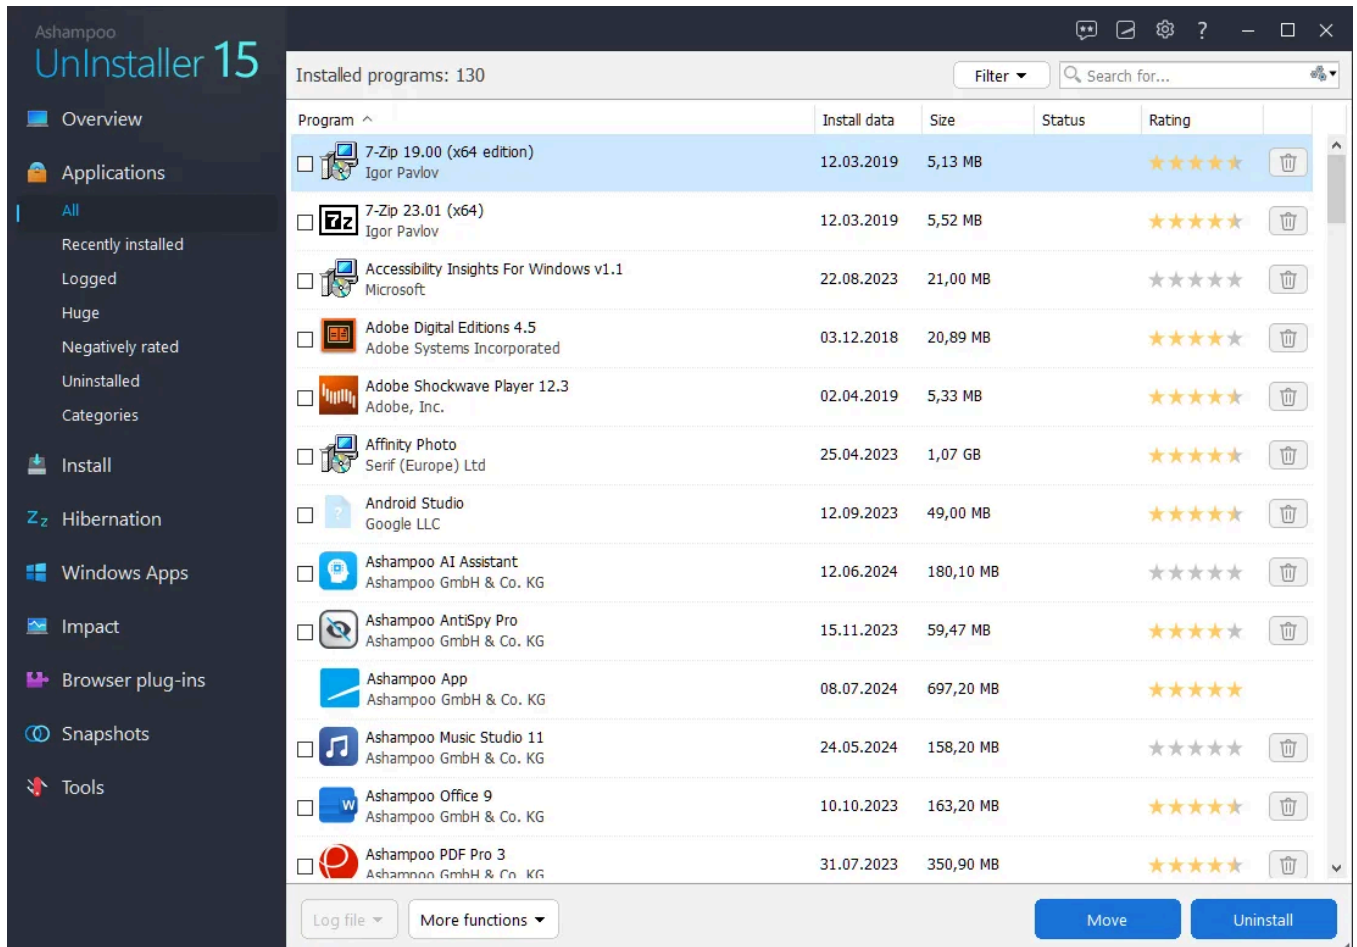 Ashampoo
UnInstaller 15
Installed programs: 130
Filter
Search for...
Overview
Applications
All
Recently installed
Logged
Huge
Negatively rated
Uninstalled
Categories
Install
Zz Hibernation
Windows Apps
Impact
Browser plug-ins
Snapshots
Tools
Program Install data Size Status Rating
7-Zip 19.00 (x64 edition)
Igor Pavlov
12.03.2019 5,13 MB
7z
7-Zip 23.01 (x64)
Igor Pavlov
12.03.2019 5,52 MB
Accessibility Insights For Windows v1.1
Microsoft
22.08.2023 21,00 MB
Adobe Digital Editions 4.5
Adobe Systems Incorporated
03.12.2018 20,89 MB
Adobe Shockwave Player 12.3
Adobe, Inc.
02.04.2019 5,33 MB
Affinity Photo
Serif (Europe) Ltd
25.04.2023 1,07 GB
?
Android Studio
Google LLC
12.09.2023 49,00 MB
Ashampoo AI Assistant
Ashampoo GmbH & Co. KG
12.06.2024 180,10 MB
Ashampoo AntiSpy Pro
Ashampoo GmbH & Co. KG
15.11.2023 59,47 MB
Ashampoo App
Ashampoo GmbH & Co. KG
08.07.2024 697,20 MB
Ashampoo Music Studio 11
Ashampoo GmbH & Co. KG
24.05.2024 158,20 MB
W
Ashampoo Office 9
Ashampoo GmbH & Co. KG
10.10.2023 163,20 MB
Ashampoo PDF Pro 3
Ashampoo GmbH & Co. KG
31.07.2023 350,90 MB
Log file
More functions
Move
Uninstall